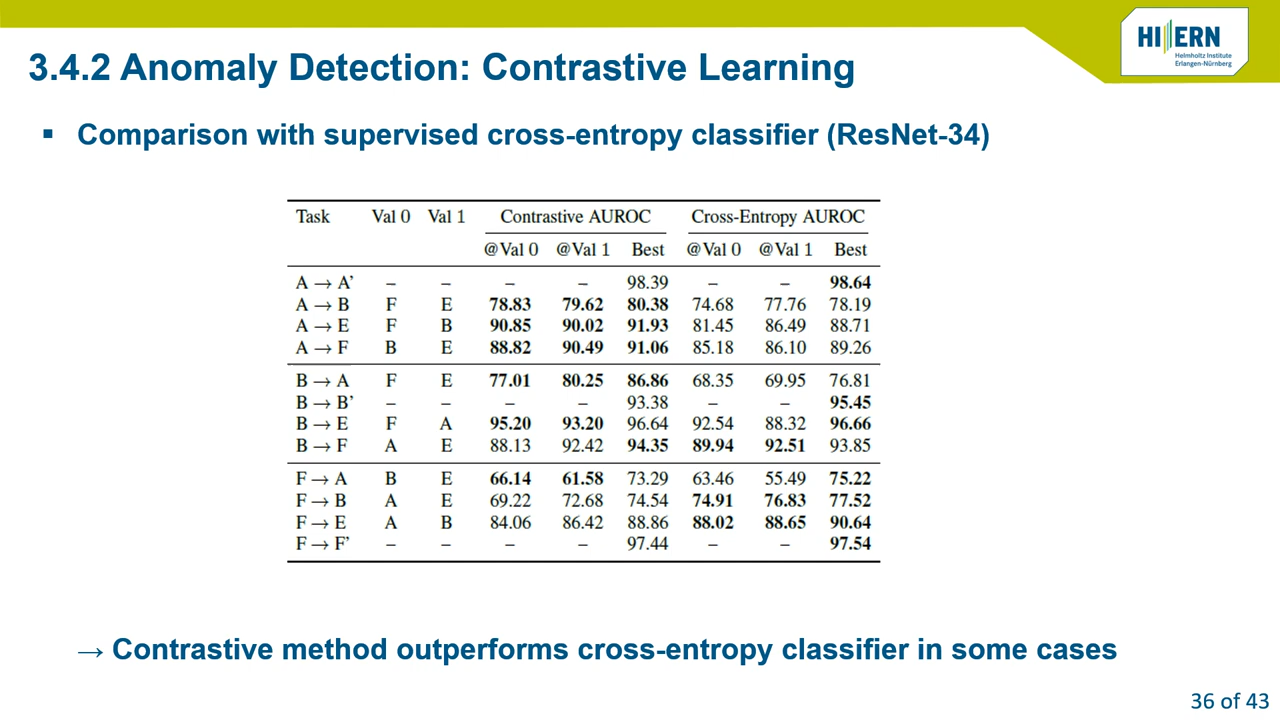 HI ERN
Helmholtz Institute
Erlangen-Nürnberg
3.4.2 Anomaly Detection: Contrastive Learning
▪ Comparison with supervised cross-entropy classifier (ResNet-34)
Task Val 0 Val 1 Contrastive AUROC Cross-Entropy AUROC
@Val 0 @Val 1 Best @Val 0 @Val 1 Best
A → A’ – – – – 98.39 – – 98.64
A → B F E 78.83 79.62 80.38 74.68 77.76 78.19
A → E F B 90.85 90.02 91.93 81.45 86.49 88.71
A → F B E 88.82 90.49 91.06 85.18 86.10 89.26
B → A F E 77.01 80.25 86.86 68.35 69.95 76.81
B → B’ – – – – 93.38 – – 95.45
B → E F A 95.20 93.20 96.64 92.54 88.32 96.66
B → F A E 88.13 92.42 94.35 89.94 92.51 93.85
F → A B E 66.14 61.58 73.29 63.46 55.49 75.22
F → B A E 69.22 72.68 74.54 74.91 76.83 77.52
F → E A B 84.06 86.42 88.86 88.02 88.65 90.64
F → F’ – – – – 97.44 – – 97.54
→ Contrastive method outperforms cross-entropy classifier in some cases
36 of 43